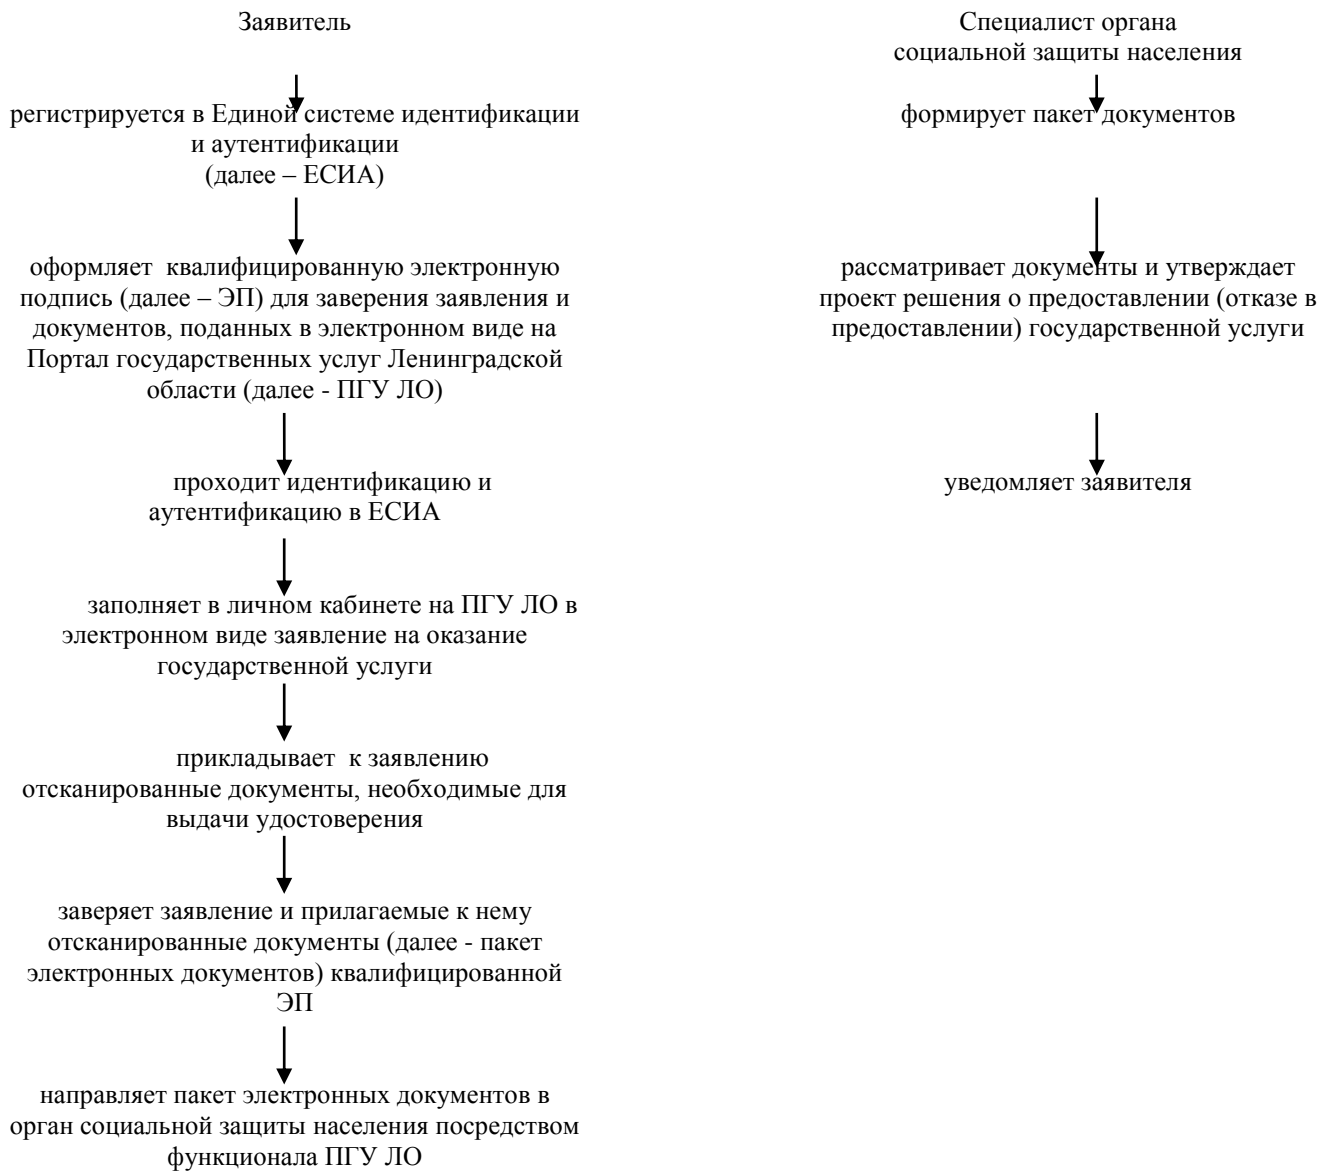 Заявитель
регистрируется в Единой системе идентификации
и аутентификации
(далее – ЕСИА)
оформляет квалифицированную электронную
подпись (далее – ЭП) для заверения заявления и
документов, поданных в электронном виде на
Портал государственных услуг Ленинградской
области (далее - ПГУ ЛО)
проходит идентификацию и
аутентификацию в ЕСИА
заполняет в личном кабинете на ПГУ ЛО в
электронном виде заявление на оказание
государственной услуги
прикладывает к заявлению
отсканированные документы, необходимые для
выдачи удостоверения
заверяет заявление и прилагаемые к нему
отсканированные документы (далее - пакет
электронных документов) квалифицированной
ЭП
направляет пакет электронных документов в
орган социальной защиты населения посредством
функционала ПГУ ЛО
Специалист органа
социальной защиты населения
формирует пакет документов
рассматривает документы и утверждает
проект решения о предоставлении (отказе в
предоставлении) государственной услуги
уведомляет заявителя